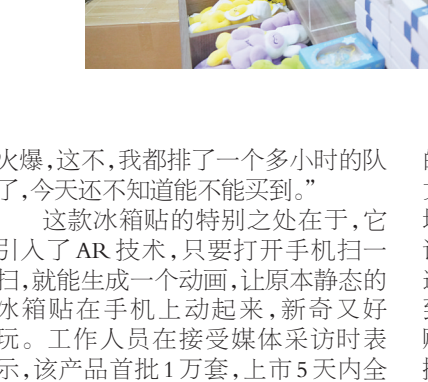 火爆,这不,我都排了一个多小时的队
了,今天还不知道能不能买到。”
这款冰箱贴的特别之处在于,它
引入了AR技术,只要打开手机扫一
扫,就能生成一个动画,让原本静态的
冰箱贴在手机上动起来,新奇又好
玩。工作人员在接受媒体采访时表
示,该产品首批1万套,上市5天内全